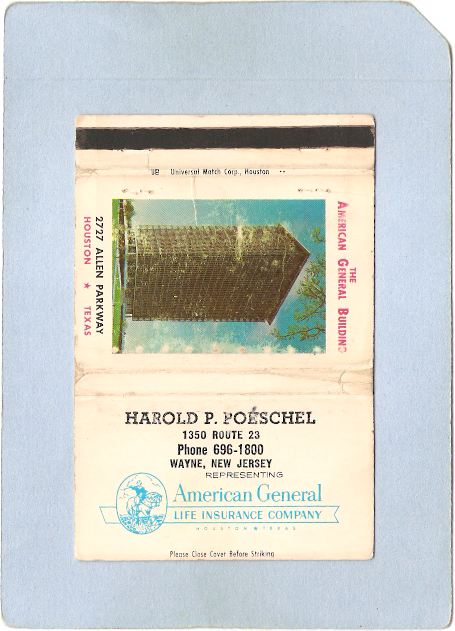 UB Universal Match Corp., Houston
THE
AMERICAN GENERAL BUILDING
2727 ALLEN PARKWAY
HOUSTON ★ TEXAS
HAROLD P. POESCHEL
1350 ROUTE 23
Phone 696-1800
WAYNE, NEW JERSEY
REPRESENTING
American General
LIFE INSURANCE COMPANY
HOUSTON ★ TEXAS
Please Close Cover Before Striking